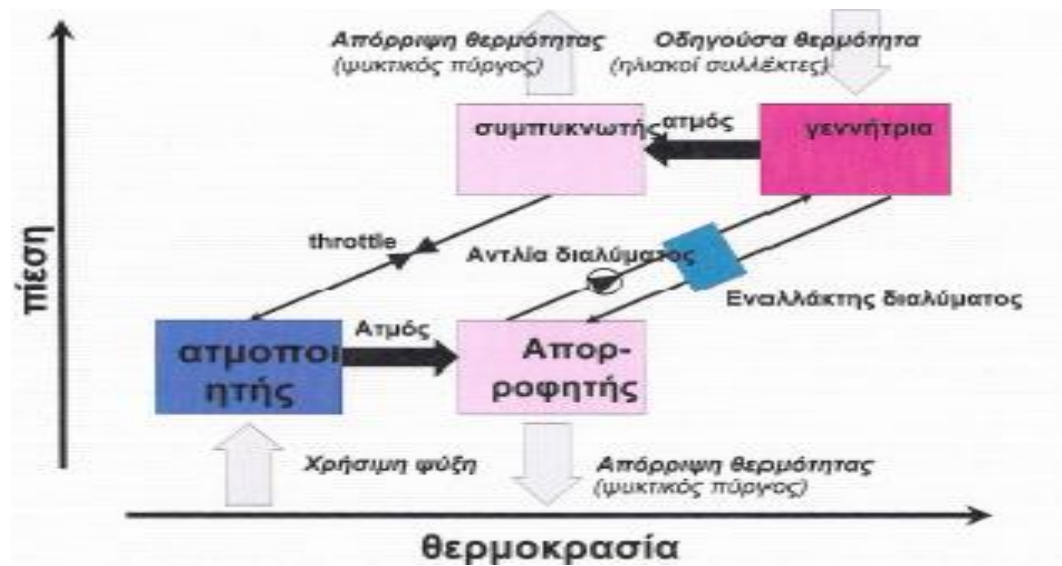 Απόρριψη θερμότητας
(ψυκτικός πύργος)
Οδηγούσα θερμότητα
(ηλιακοί συλλέκτες)
συμπυκνωτής
ατμός
γεννήτρια
throttle
Αντλία διαλύματος
Εναλλάκτης διαλύματος
πίεση
Ατμός
ατμοποι
ητής
Απορ-
ροφητής
Χρήσιμη ψύξη
Απόρριψη θερμότητας
(ψυκτικός πύργος)
θερμοκρασία